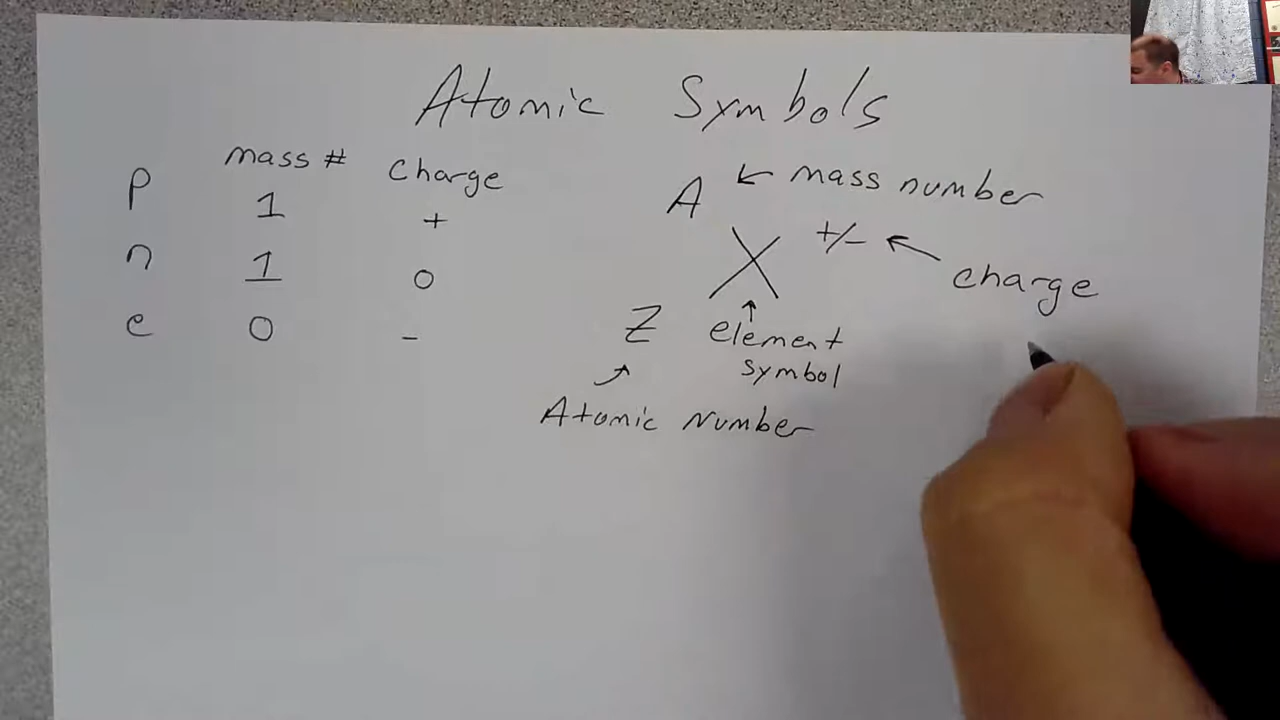 Atomic Symbols
mass # charge
p 1 +
n 1 0
e 0 -
A ← mass number
X +/- ← charge
Z ↑ element
symbol
Atomic Number